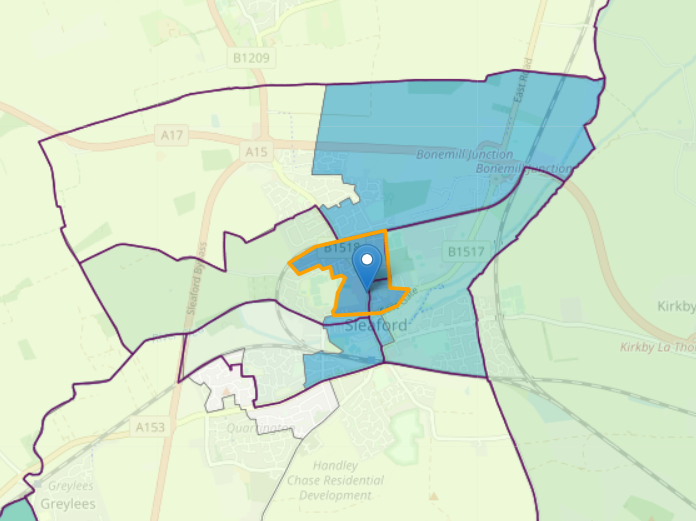 B1209
East Road
A17
A15
Bonemill Junction
Bonemill Junction
B1518
B1517
Sleaford Bypass
Kirkby
Sleaford
Kirkby La Tho
A153
Quarrington
Handley
Chase Residential
Development
Greylees
Greylees